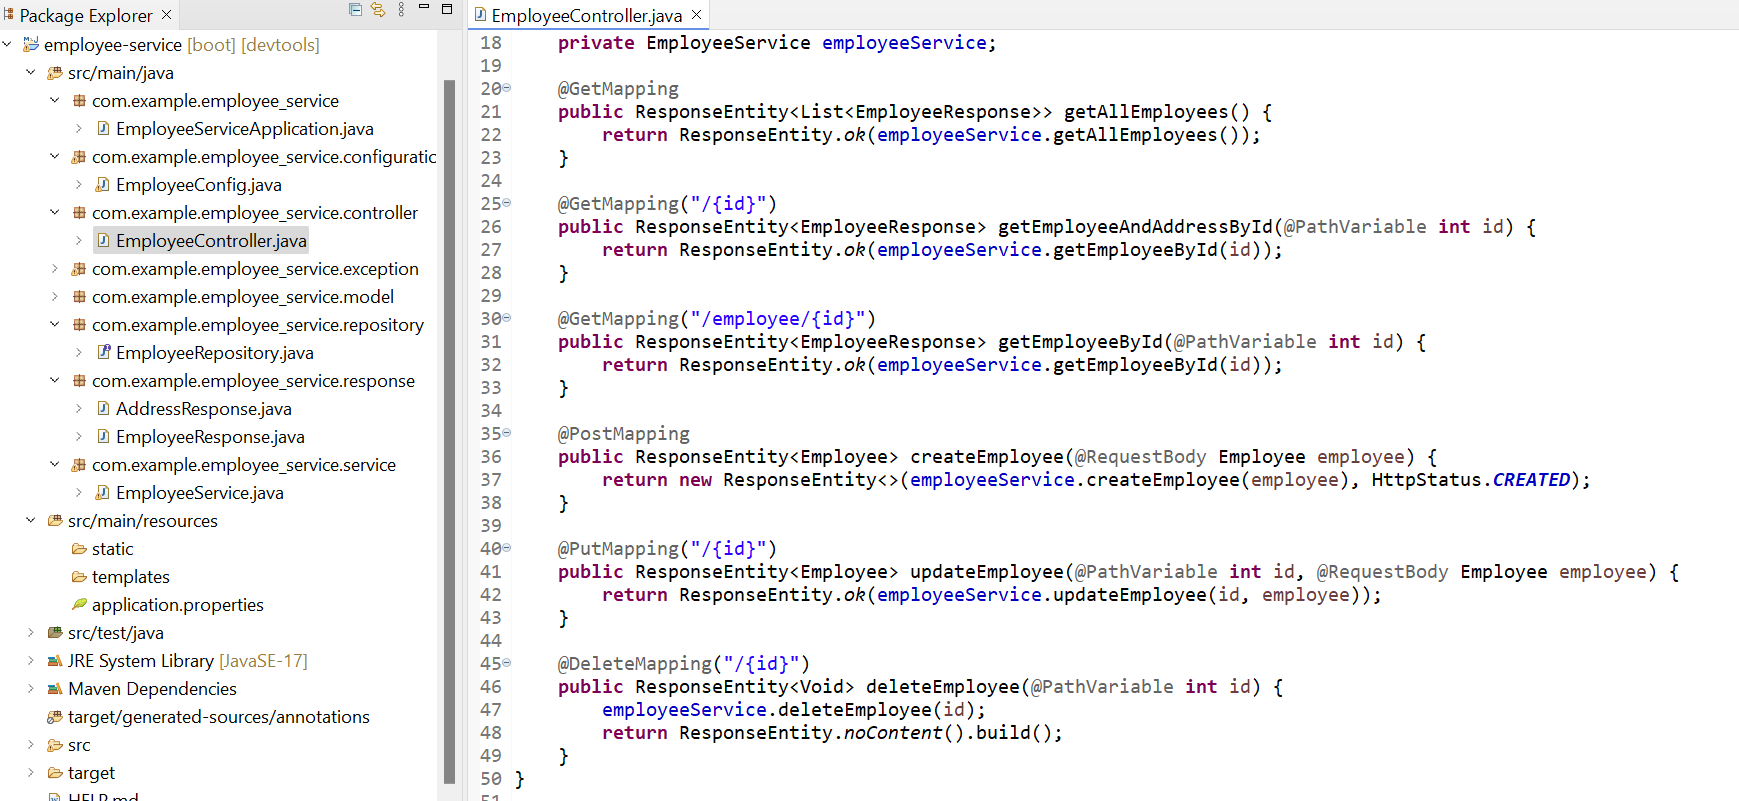 Package Explorer
employee-service [boot] [devtools]
src/main/java
com.example.employee_service
EmployeeServiceApplication.java
com.example.employee_service.configuratic
EmployeeConfig.java
com.example.employee_service.controller
EmployeeController.java
com.example.employee_service.exception
com.example.employee_service.model
com.example.employee_service.repository
EmployeeRepository.java
com.example.employee_service.response
AddressResponse.java
EmployeeResponse.java
com.example.employee_service.service
EmployeeService.java
src/main/resources
static
templates
application.properties
src/test/java
JRE System Library [JavaSE-17]
Maven Dependencies
target/generated-sources/annotations
src
target
HELP.md
EmployeeController.java
18 private EmployeeService employeeService;
19
20 @GetMapping
21 public ResponseEntity<List<EmployeeResponse>> getAllEmployees() {
22 return ResponseEntity.ok(employeeService.getAllEmployees());
23 }
24
25 @GetMapping("/{id}")
26 public ResponseEntity<EmployeeResponse> getEmployeeAndAddressById(@PathVariable int id) {
27 return ResponseEntity.ok(employeeService.getEmployeeById(id));
28 }
29
30 @GetMapping("/employee/{id}")
31 public ResponseEntity<EmployeeResponse> getEmployeeById(@PathVariable int id) {
32 return ResponseEntity.ok(employeeService.getEmployeeById(id));
33 }
34
35 @PostMapping
36 public ResponseEntity<Employee> createEmployee(@RequestBody Employee employee) {
37 return new ResponseEntity<>(employeeService.createEmployee(employee), HttpStatus.CREATED);
38 }
39
40 @PutMapping("/{id}")
41 public ResponseEntity<Employee> updateEmployee(@PathVariable int id, @RequestBody Employee employee) {
42 return ResponseEntity.ok(employeeService.updateEmployee(id, employee));
43 }
44
45 @DeleteMapping("/{id}")
46 public ResponseEntity<Void> deleteEmployee(@PathVariable int id) {
47 employeeService.deleteEmployee(id);
48 return ResponseEntity.noContent().build();
49 }
50 }
51